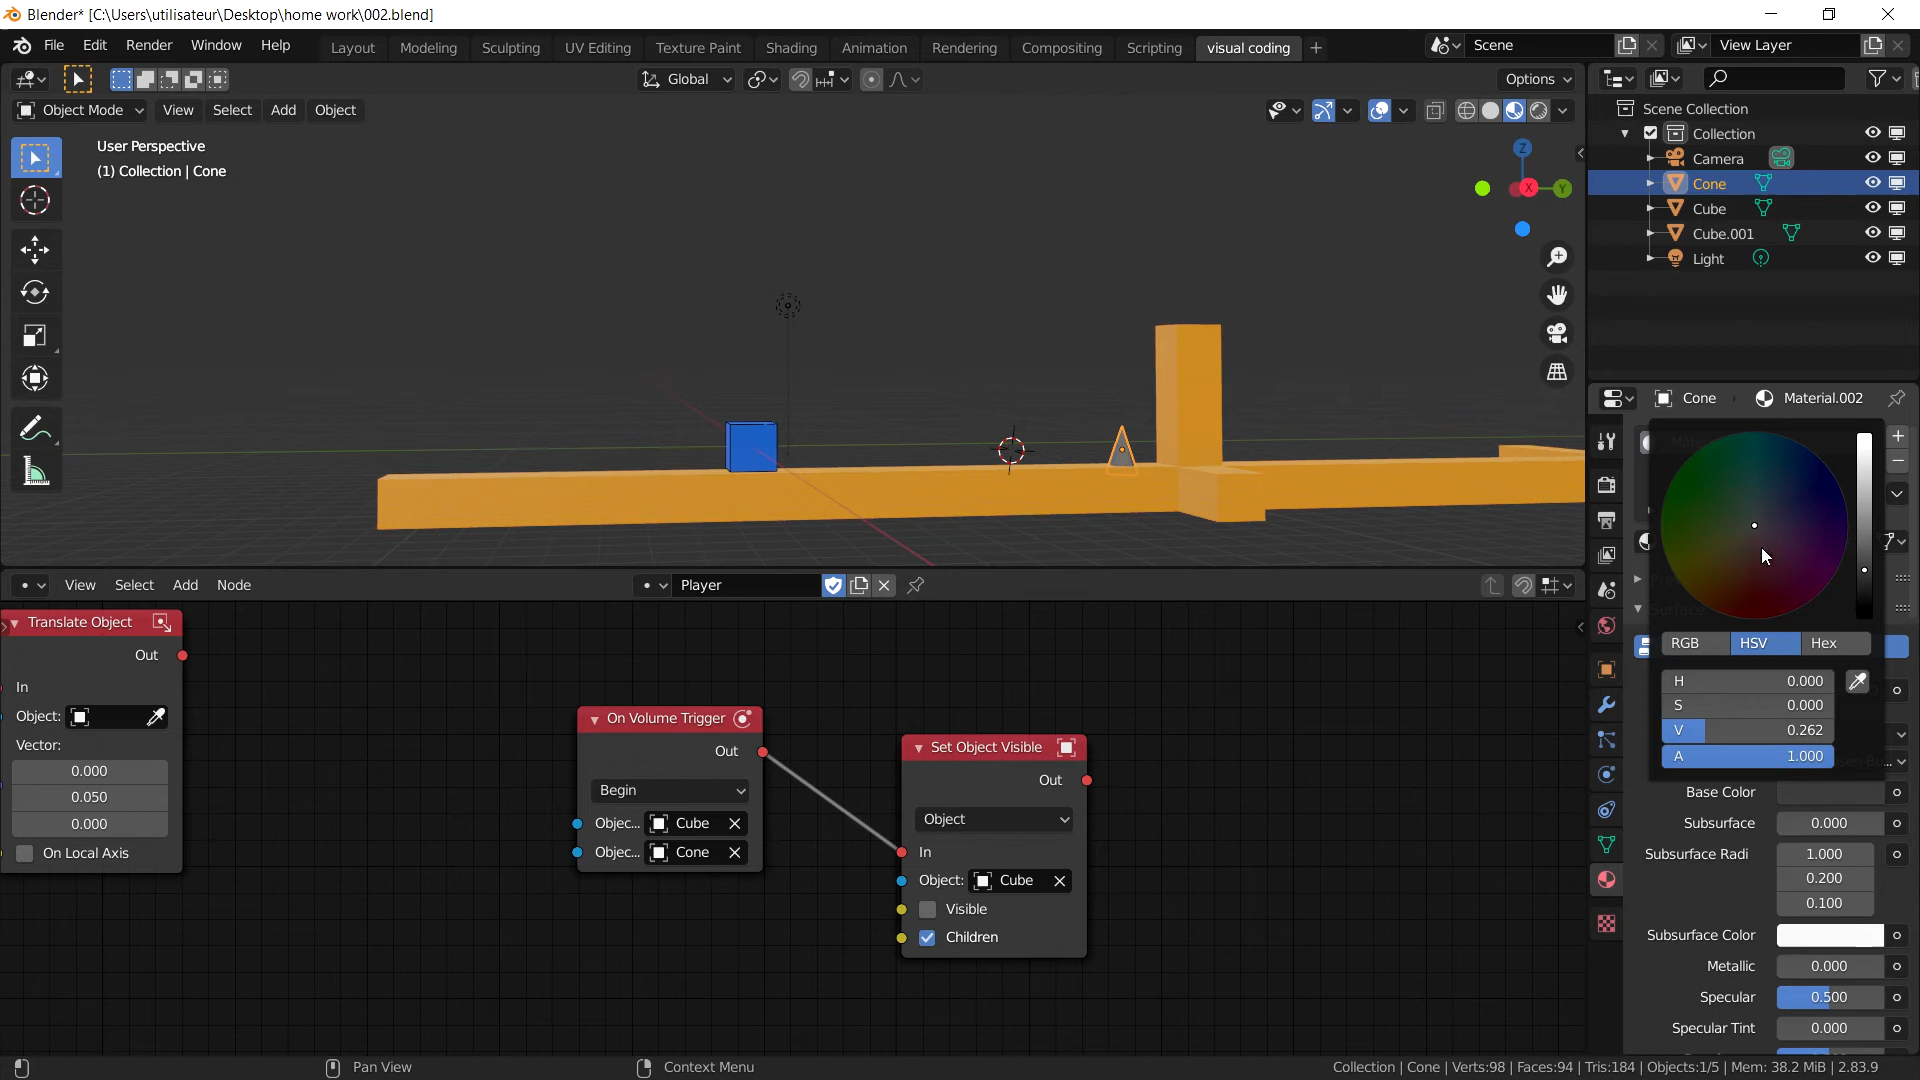 Blender* [C:\Users\utilisateur\Desktop\home work\002.blend]
File Edit Render Window Help Layout Modeling Sculpting UV Editing Texture Paint Shading Animation Rendering Compositing Scripting visual coding + Scene View Layer
Global Options
Object Mode View Select Add Object
User Perspective
(1) Collection | Cone
Z
X
Y
Scene Collection
Collection
Camera
Cone
Cube
Cube.001
Light
Cone Material.002
RGB HSV Hex
H 0.000
S 0.000
V 0.262
A 1.000
Base Color
Subsurface 0.000
Subsurface Radi 1.000
0.200
0.100
Subsurface Color
Metallic 0.000
Specular 0.500
Specular Tint 0.000
View Select Add Node Player
Translate Object
Out
In
Object:
Vector:
0.000
0.050
0.000
On Local Axis
On Volume Trigger
Out
Begin
Objec... Cube
Objec... Cone
Set Object Visible
Out
Object
In
Object: Cube
Visible
Children
Pan View Context Menu Collection | Cone | Verts:98 | Faces:94 | Tris:184 | Objects:1/5 | Mem: 38.2 MiB | 2.83.9